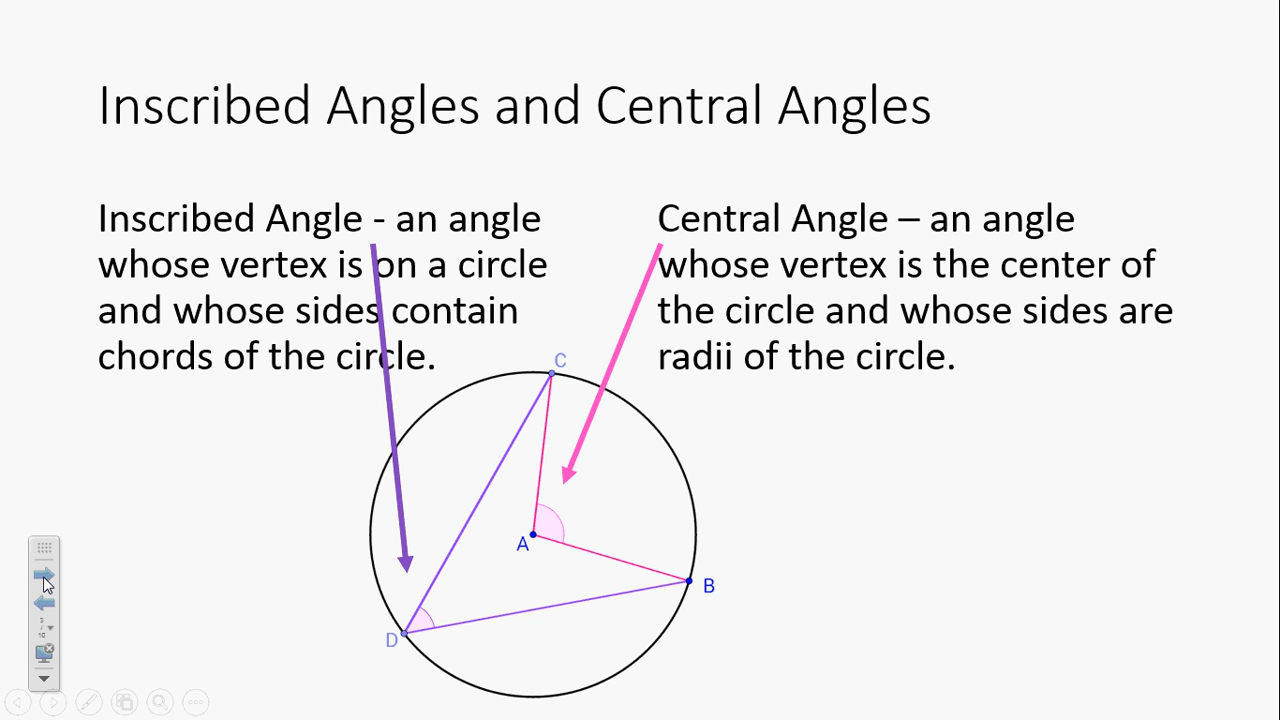 Inscribed Angles and Central Angles
Inscribed Angle - an angle
whose vertex is on a circle
and whose sides contain
chords of the circle.
Central Angle – an angle
whose vertex is the center of
the circle and whose sides are
radii of the circle.
C
A
B
D
3
/
10